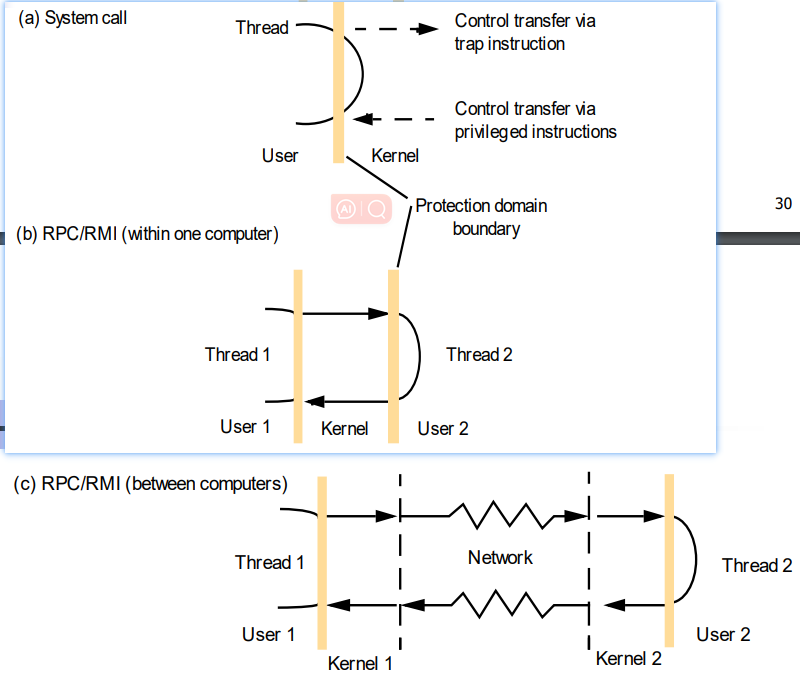 (a) System call
Thread
Control transfer via
trap instruction
Control transfer via
privileged instructions
User
Kernel
AI
Protection domain
boundary
30
(b) RPC/RMI (within one computer)
Thread 1
Thread 2
User 1
Kernel
User 2
(c) RPC/RMI (between computers)
Network
Thread 1
Thread 2
User 1
User 2
Kernel 1
Kernel 2